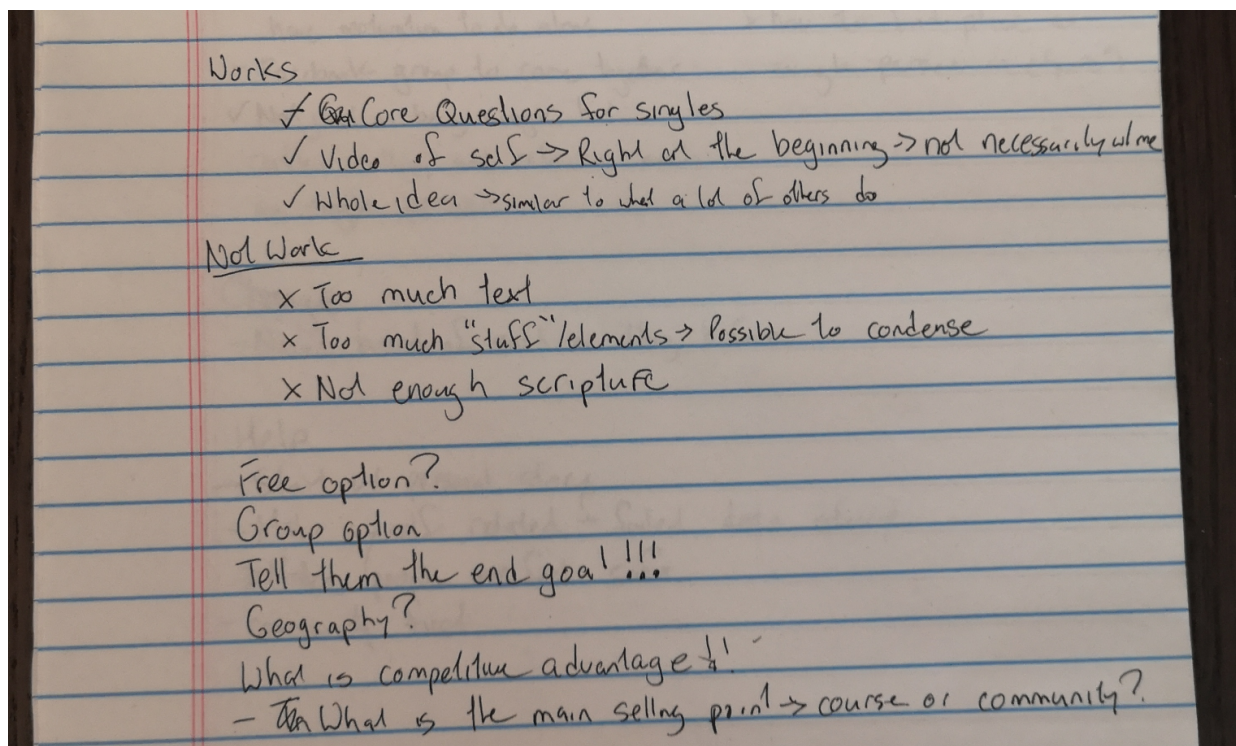 Works
✓ Core Questions for singles
✓ Video of self → Right at the beginning → not necessarily w/ me
✓ Whole idea → similar to what a lot of others do
Not Work
x Too much text
x Too much "stuff"/elements → Possible to condense
x Not enough scripture
Free option?
Group option
Tell them the end goal!!!
Geography?
What is competitive advantage!!
- What is the main selling point → course or community?